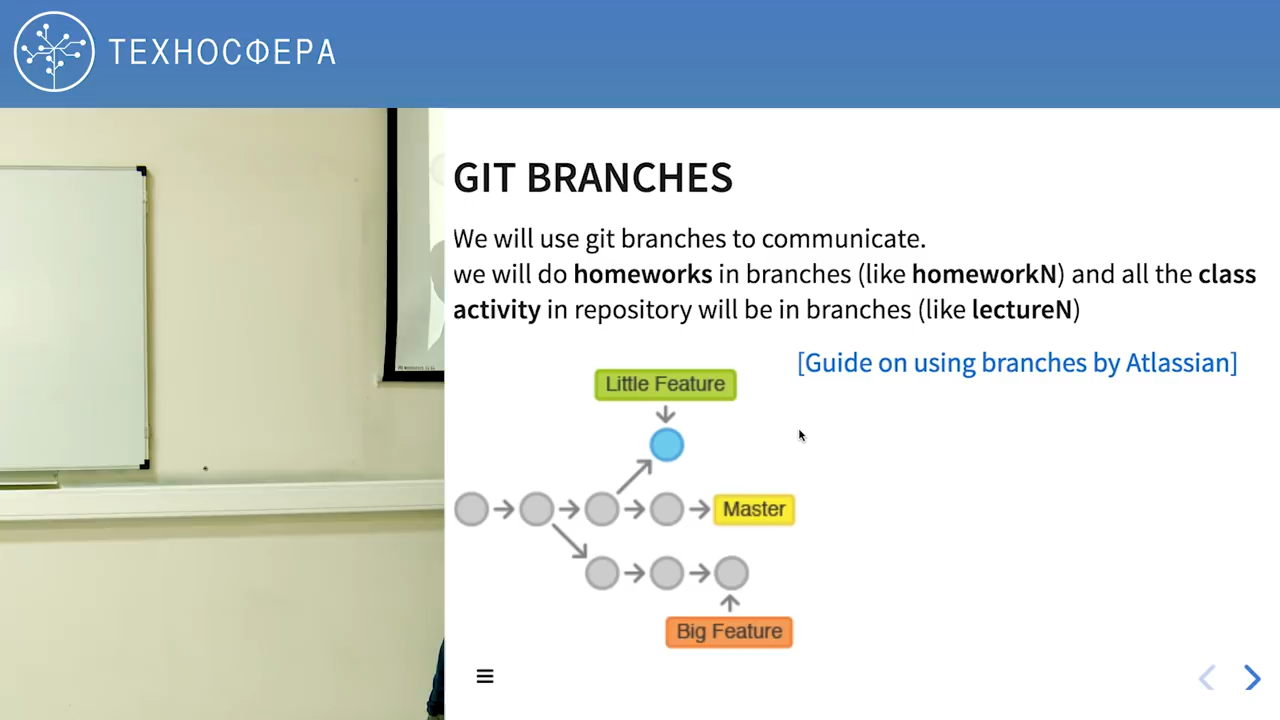 ТЕХНОСФЕРА
GIT BRANCHES
We will use git branches to communicate.
we will do homeworks in branches (like homeworkN) and all the class
activity in repository will be in branches (like lectureN)
[Guide on using branches by Atlassian]
Little Feature
Master
Big Feature